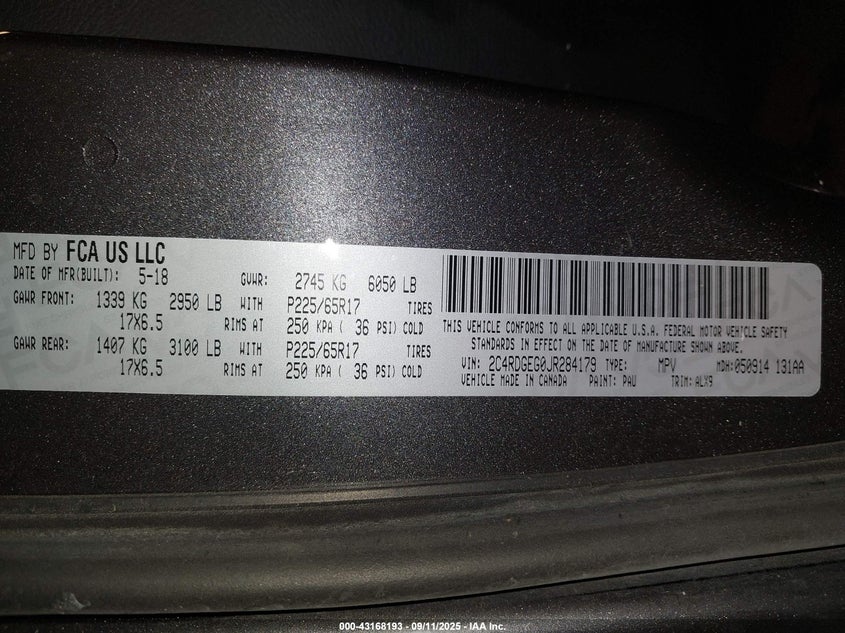 MFD BY FCA US LLC
DATE OF MFR(BUILT): 5-18 GVWR: 2745 KG 6050 LB
GAWR FRONT: 1339 KG 2950 LB WITH P225/65R17 TIRES
17X6.5 RIMS AT 250 KPA ( 36 PSI) COLD
GAWR REAR: 1407 KG 3100 LB WITH P225/65R17 TIRES
17X6.5 RIMS AT 250 KPA ( 36 PSI) COLD
THIS VEHICLE CONFORMS TO ALL APPLICABLE U.S.A. FEDERAL MOTOR VEHICLE SAFETY
STANDARDS IN EFFECT ON THE DATE OF MANUFACTURE SHOWN ABOVE.
VIN: 2C4RDGEG0JR284179 TYPE: MPV MDH:050914 131AA
VEHICLE MADE IN CANADA PAINT: PAU TRIM: ALX9
000-43168193 - 09/11/2025 - IAA Inc.